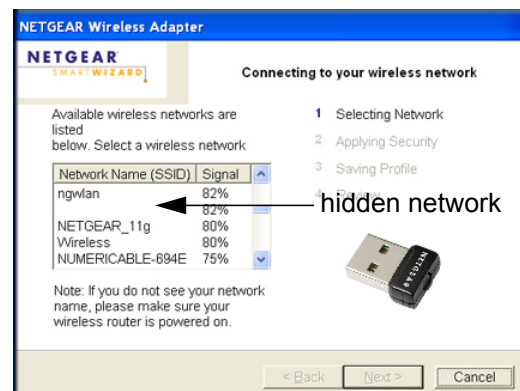 NETGEAR Wireless Adapter
NETGEAR
SMARTWIZARD
Connecting to your wireless network
Available wireless networks are
listed
below. Select a wireless network
Network Name (SSID) Signal
ngwlan 82%
82%
NETGEAR_11g 80%
Wireless 80%
NUMERICABLE-694E 75%
Note: If you do not see your network
name, please make sure your
wireless router is powered on.
1 Selecting Network
2 Applying Security
3 Saving Profile
4 Review
hidden network
NETGEAR
< Back
Next >
Cancel